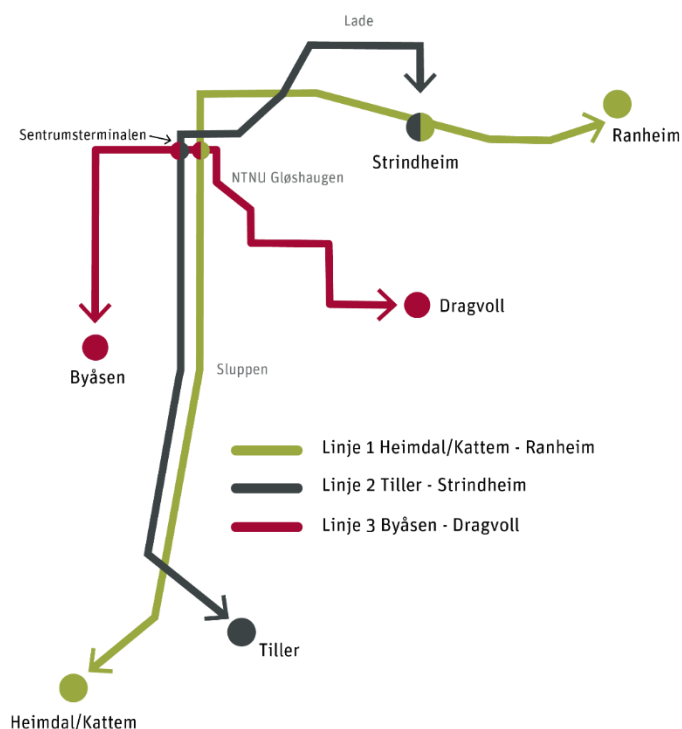 Lade
Ranheim
Sentrumsterminalen
Strindheim
NTNU Gløshaugen
Dragvoll
Byåsen
Sluppen
Linje 1 Heimdal/Kattem - Ranheim
Linje 2 Tiller - Strindheim
Linje 3 Byåsen - Dragvoll
Tiller
Heimdal/Kattem